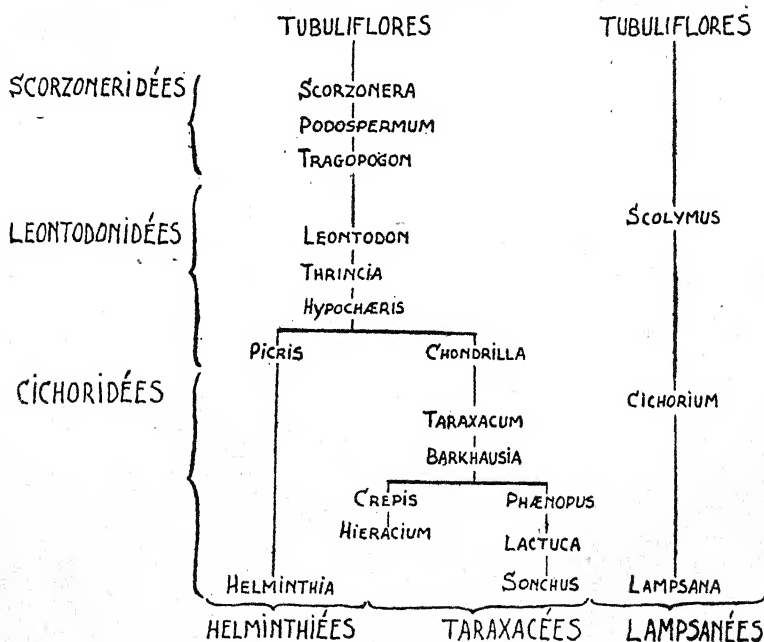 TUBULIFLORES TUBULIFLORES
SCORZONERIDÉES SCORZONERA
PODOSPERMUM
TRAGOPOGON
LEONTODONIDÉES SCOLYMUS
LEONTODON
THRINCIA
HYPOCHÆRIS
PICRIS CHONDRILLA
CICHORIDÉES CICHORIUM
TARAXACUM
BARKHAUSIA
CREPIS PHÆNOPUS
HIERACIUM
LACTUCA
HELMINTHIA SONCHUS LAMPSANA
HELMINTHIÉES TARAXACÉES LAMPSANÉES